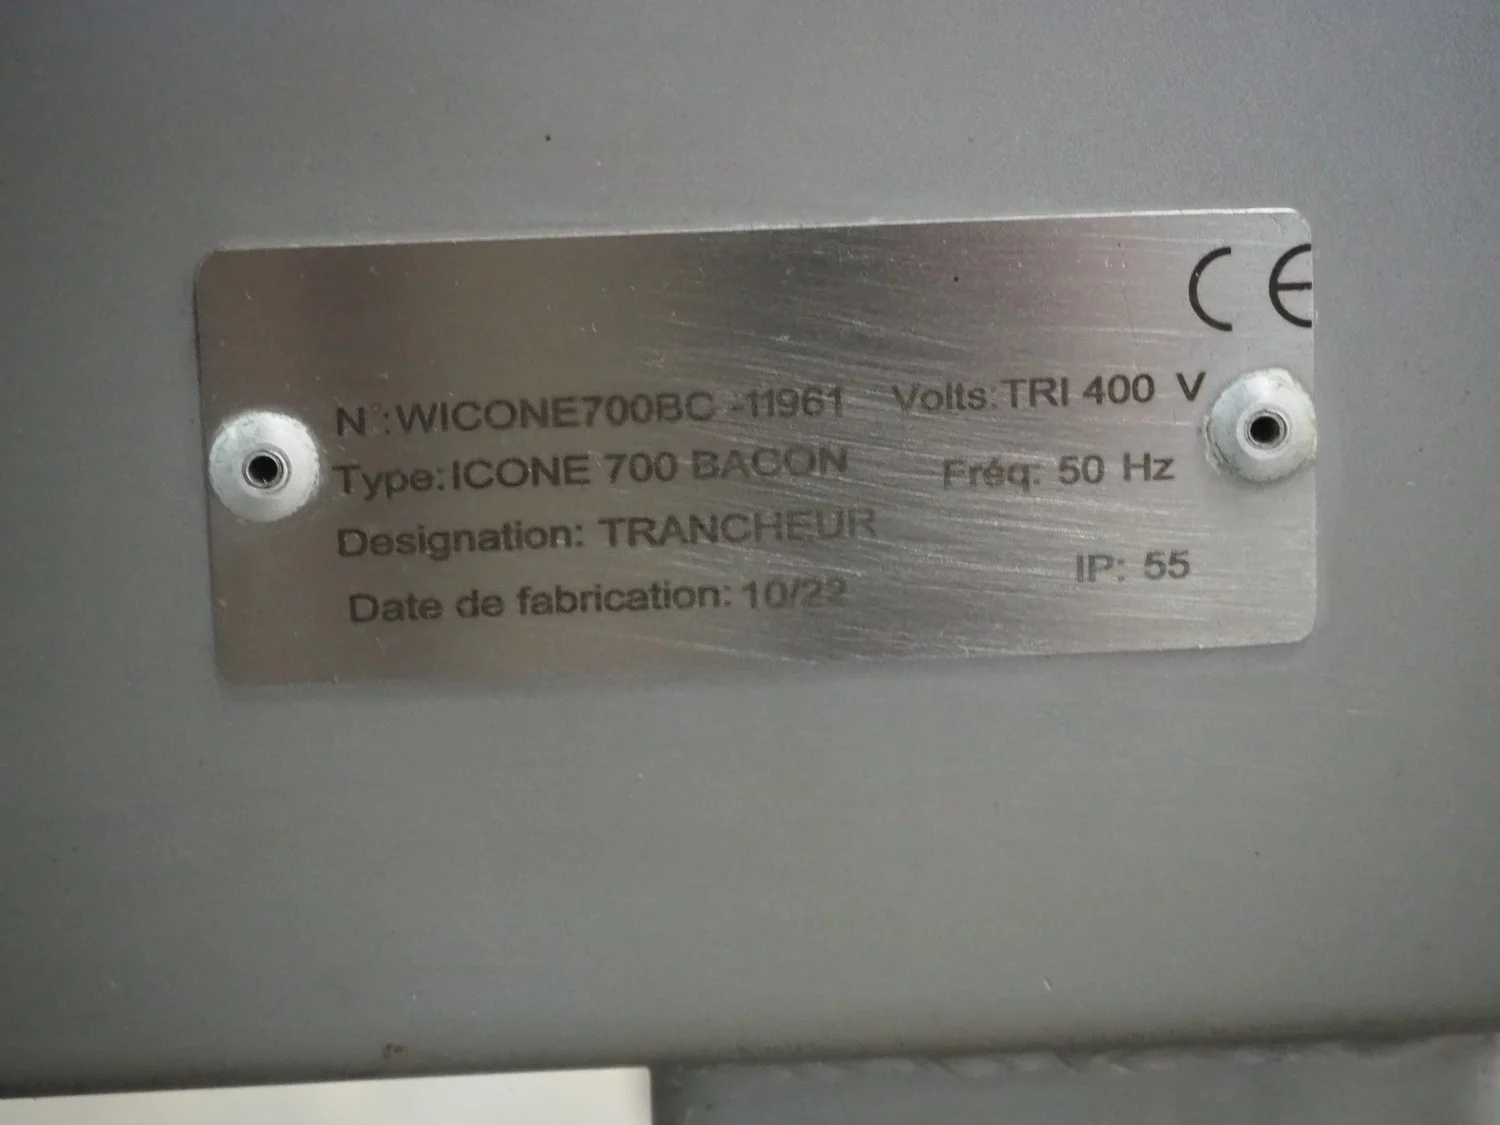 CE
N°:WICONE700BC -11961 Volts:TRI 400 V
Type:ICONE 700 BACON Fréq: 50 Hz
Designation: TRANCHEUR
IP: 55
Date de fabrication: 10/22